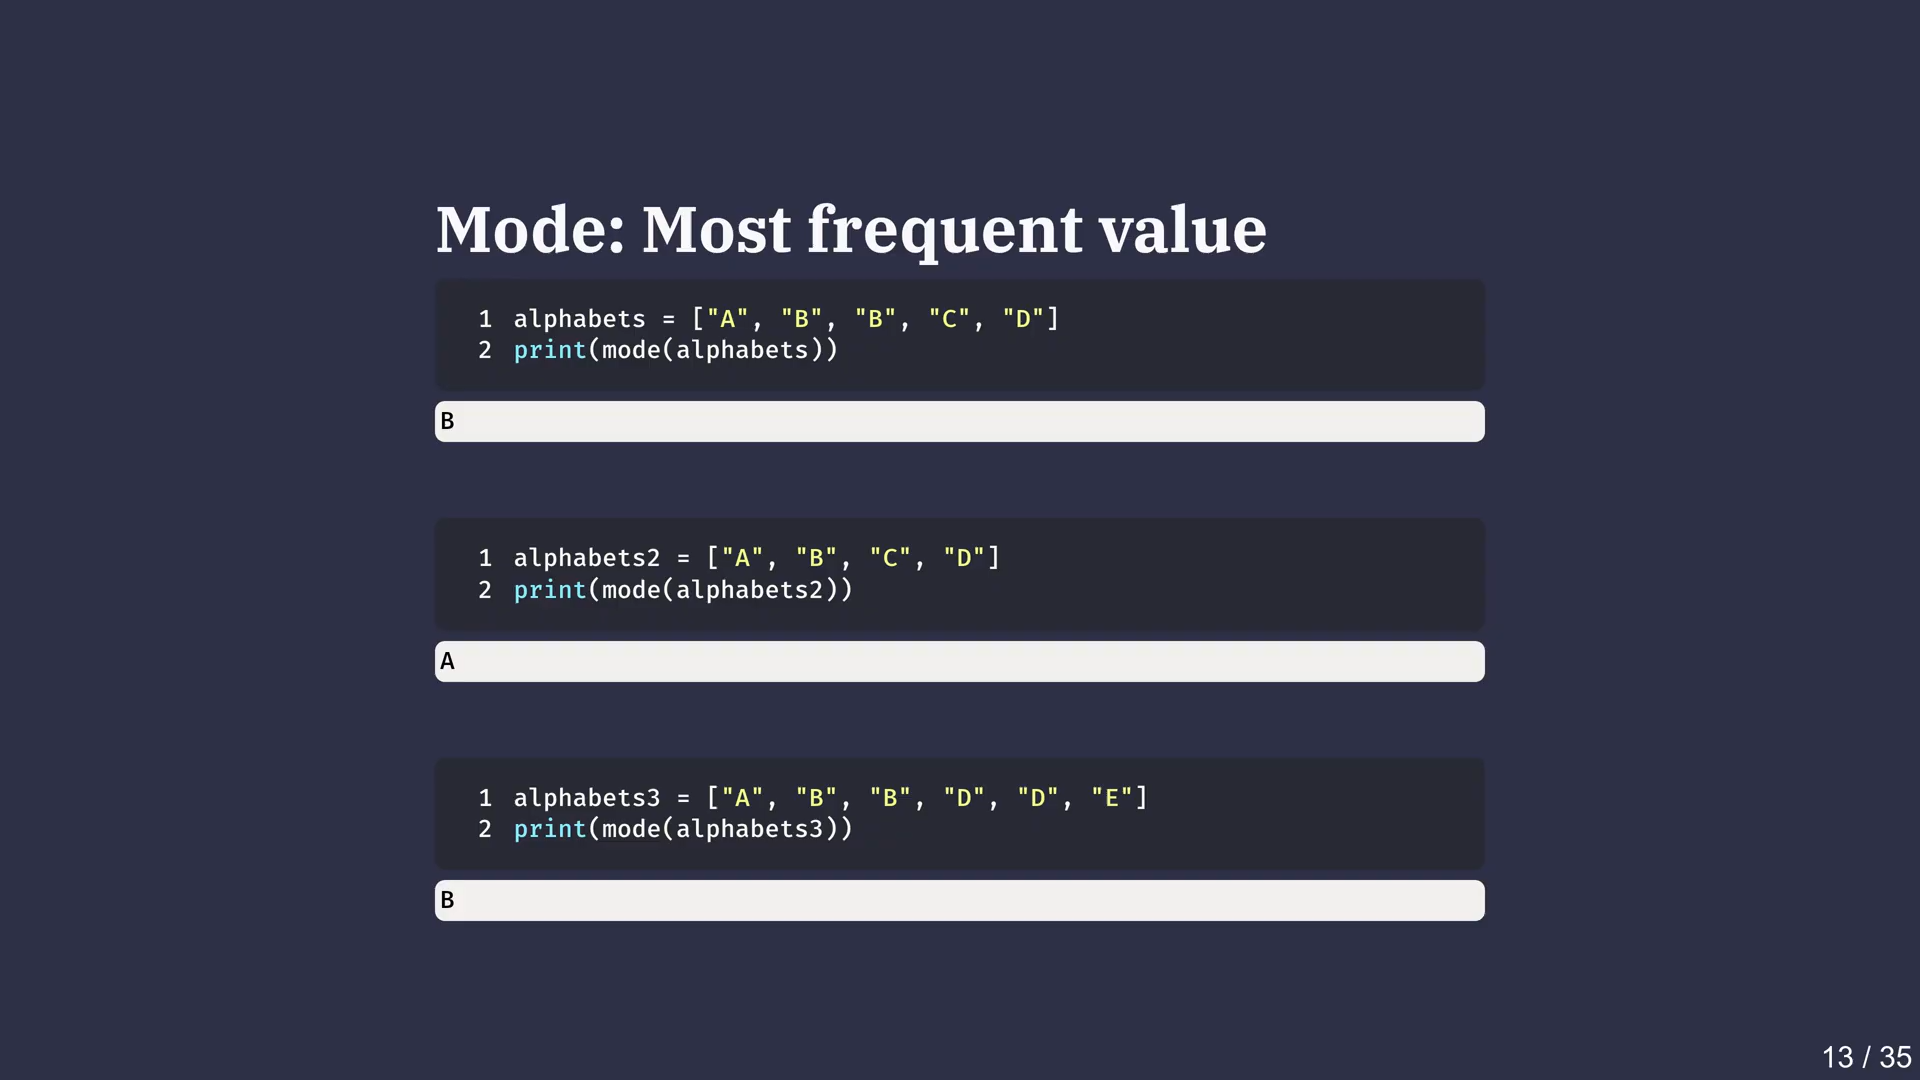 Mode: Most frequent value
1 alphabets = ["A", "B", "B", "C", "D"]
2 print(mode(alphabets))
B
1 alphabets2 = ["A", "B", "C", "D"]
2 print(mode(alphabets2))
A
1 alphabets3 = ["A", "B", "B", "D", "D", "E"]
2 print(mode(alphabets3))
B
13 / 35